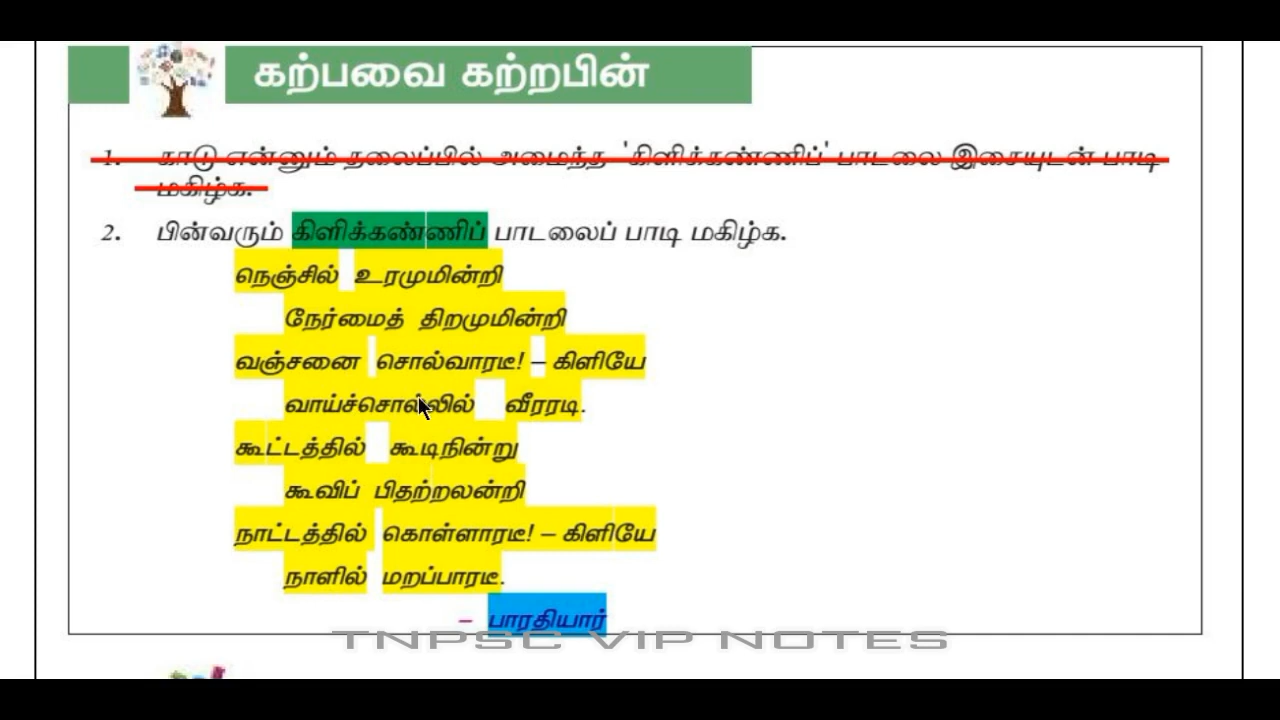 கற்பவை கற்றபின்
1. காடு என்னும் தலைப்பில் அமைந்த 'கிளிக்கண்ணிப்' பாடலை இசையுடன் பாடி
மகிழ்க.
2. பின்வரும் கிளிக்கண்ணிப் பாடலைப் பாடி மகிழ்க.
நெஞ்சில் உரமுமின்றி
நேர்மைத் திறமுமின்றி
வஞ்சனை சொல்வாரடீ! – கிளியே
வாய்ச்சொல்லில் வீரரடி.
கூட்டத்தில் கூடிநின்று
கூவிப் பிதற்றலன்றி
நாட்டத்தில் கொள்ளாரடீ! – கிளியே
நாளில் மறப்பாரடீ.
– பாரதியார்
TNPSC VIP NOTES